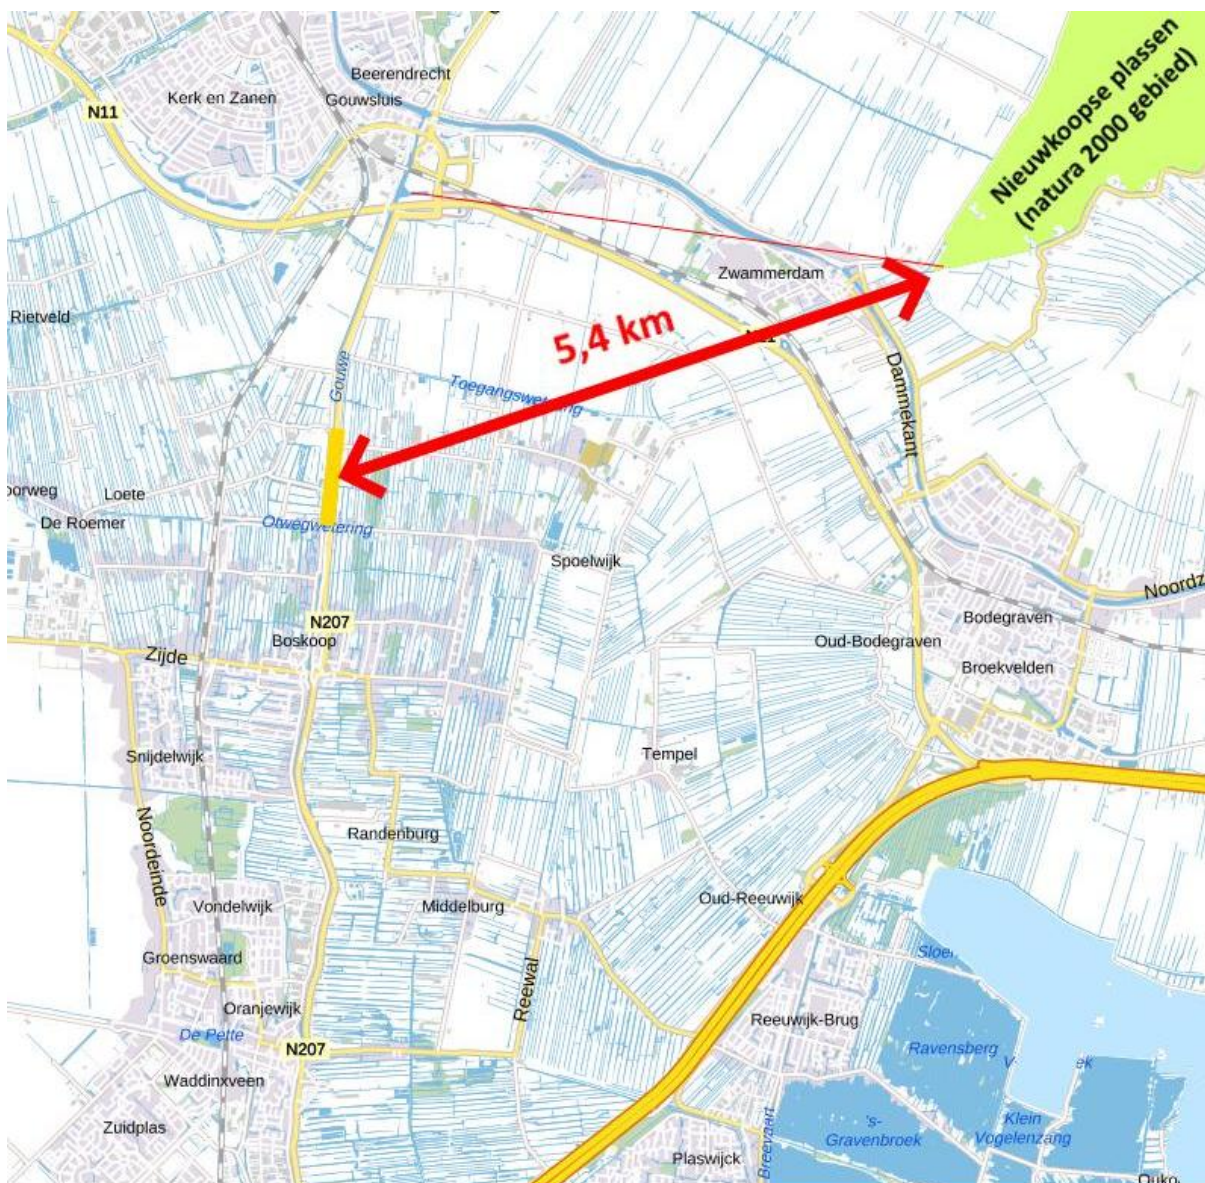 Beerendrecht
Kerk en Zanen
Gouwsluis
N11
Nieuwkoopse plassen
(natura 2000 gebied)
Zwammerdam
Rietveld
5,4 km
Gouwe
Toegangswetering
Dammekant
Loete
De Roemer
Otwegwetering
Spoelwijk
N207
Boskoop
Zijde
Bodegraven
Oud-Bodegraven
Broekvelden
Snijdelwijk
Tempel
Noordeinde
Randenburg
Vondelwijk
Middelburg
Oud-Reeuwijk
Groenswaard
Reewal
Oranjewijk
Reeuwijk-Brug
De Pette
N207
Ravensberg
Waddinxveen
Zuidplas
's-
Gravenbroek
Klein
Vogelenzang
Plaswijck
Breevaart